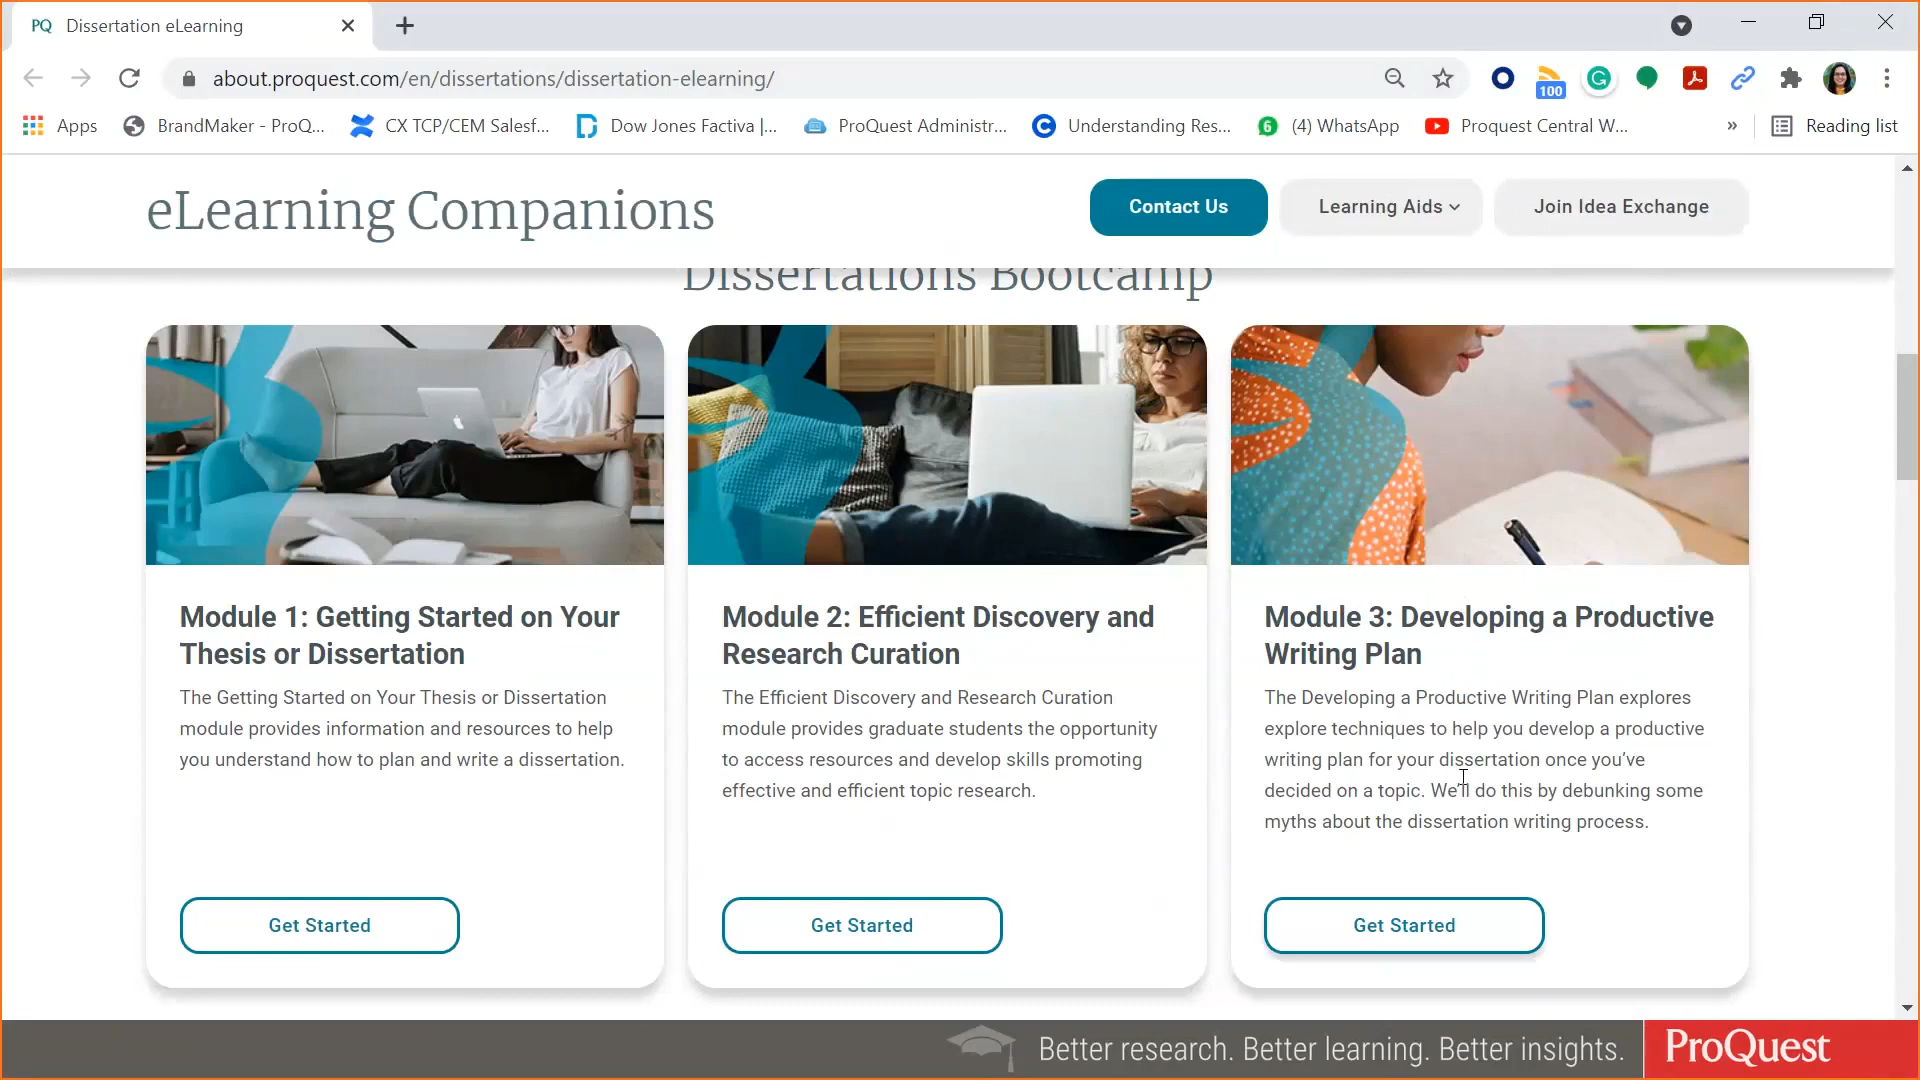 PQ Dissertation eLearning
about.proquest.com/en/dissertations/dissertation-elearning/
100
Apps BrandMaker - ProQ... CX TCP/CEM Salesf... Dow Jones Factiva |... ProQuest Administr... Understanding Res... 6 (4) WhatsApp Proquest Central W... » Reading list
eLearning Companions
Contact Us
Learning Aids
Join Idea Exchange
Dissertations Bootcamp
Module 1: Getting Started on Your
Thesis or Dissertation
The Getting Started on Your Thesis or Dissertation
module provides information and resources to help
you understand how to plan and write a dissertation.
Get Started
Module 2: Efficient Discovery and
Research Curation
The Efficient Discovery and Research Curation
module provides graduate students the opportunity
to access resources and develop skills promoting
effective and efficient topic research.
Get Started
Module 3: Developing a Productive
Writing Plan
The Developing a Productive Writing Plan explores
explore techniques to help you develop a productive
writing plan for your dissertation once you've
decided on a topic. We'll do this by debunking some
myths about the dissertation writing process.
Get Started
Better research. Better learning. Better insights.
ProQuest